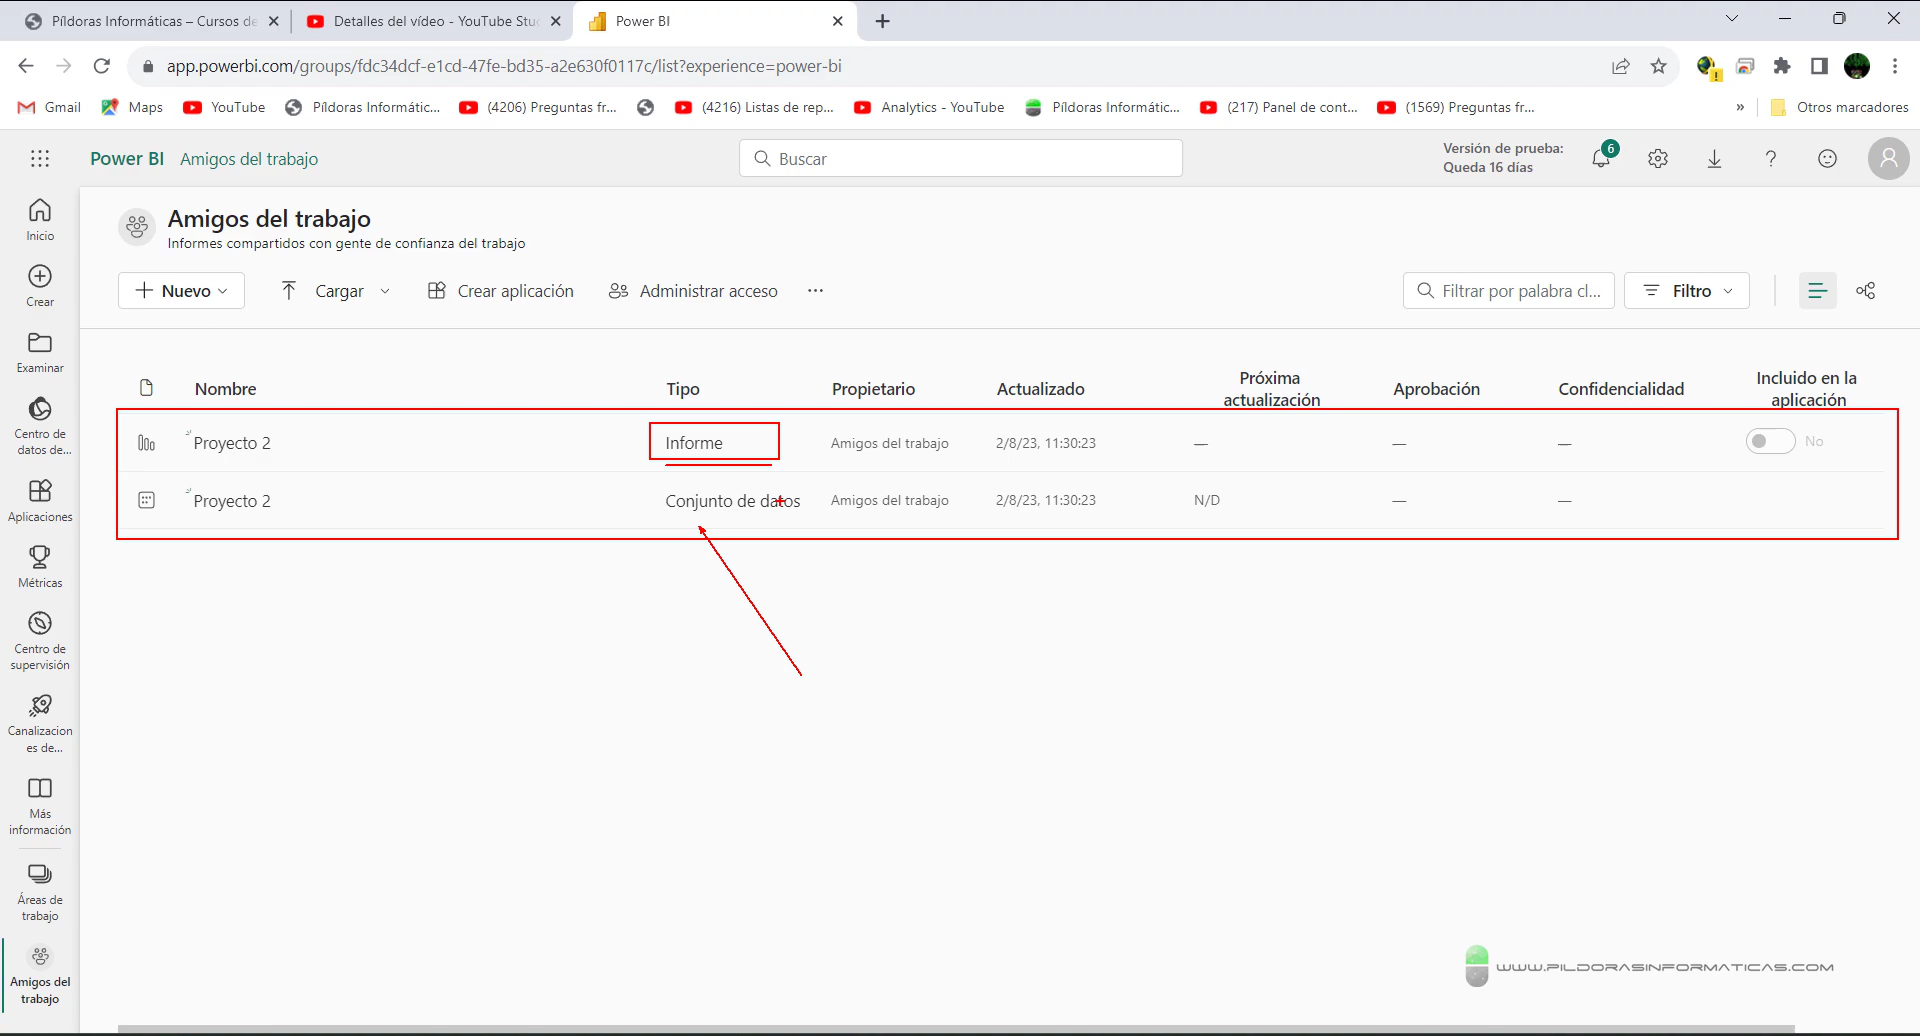 Píldoras Informáticas – Cursos de
Detalles del vídeo - YouTube Stu
Power BI
app.powerbi.com/groups/fdc34dcf-e1cd-47fe-bd35-a2e630f0117c/list?experience=power-bi
Gmail
Maps
YouTube
Píldoras Informátic...
(4206) Preguntas fr...
(4216) Listas de rep...
Analytics - YouTube
Píldoras Informátic...
(217) Panel de cont...
(1569) Preguntas fr...
»
Otros marcadores
Power BI
Amigos del trabajo
Buscar
Versión de prueba:
Queda 16 días
6
?
Inicio
Crear
Examinar
Centro de
datos de...
Aplicaciones
Métricas
Centro de
supervisión
Canalizacion
es de...
Más
información
Áreas de
trabajo
Amigos del
trabajo
Amigos del trabajo
Informes compartidos con gente de confianza del trabajo
Nuevo
Cargar
Crear aplicación
Administrar acceso
...
Filtrar por palabra cl...
Filtro
Nombre
Tipo
Propietario
Actualizado
Próxima
actualización
Aprobación
Confidencialidad
Incluido en la
aplicación
Proyecto 2
Informe
Amigos del trabajo
2/8/23, 11:30:23
—
—
—
No
Proyecto 2
Conjunto de datos
Amigos del trabajo
2/8/23, 11:30:23
N/D
—
—
WWW.PILDORASINFORMATICAS.COM